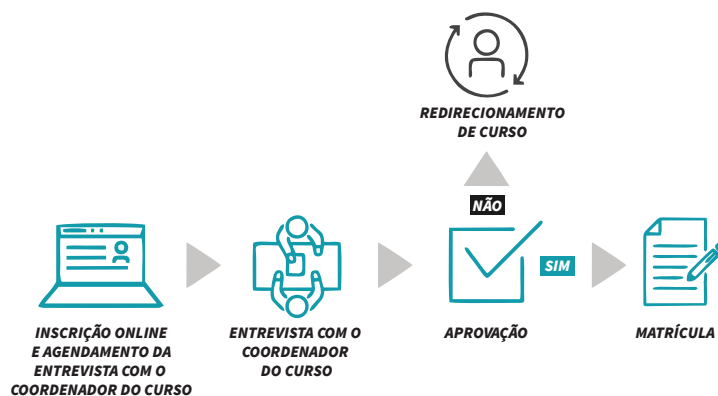 REDIRECIONAMENTO
DE CURSO
NÃO
SIM
INSCRIÇÃO ONLINE
E AGENDAMENTO DA
ENTREVISTA COM O
COORDENADOR DO CURSO
ENTREVISTA COM O
COORDENADOR
DO CURSO
APROVAÇÃO
MATRÍCULA